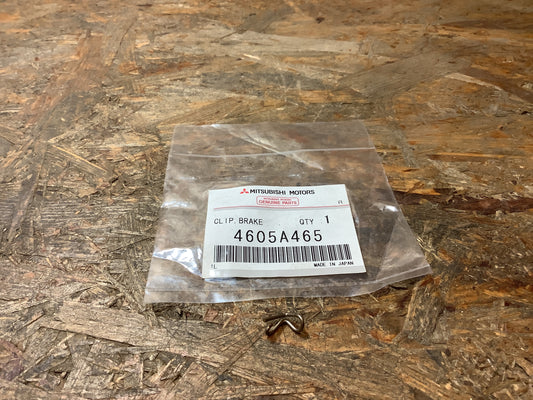 MITSUBISHI MOTORS
GENUINE PARTS
CLIP. BRAKE QTY 1
4605A465
MADE IN JAPAN